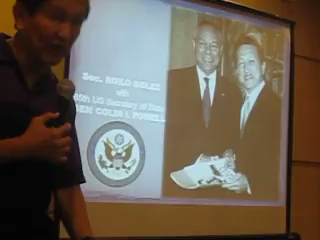 Sec. ROILO GOLEZ
with
US Secretary of State
GEN COLIN L POWELL